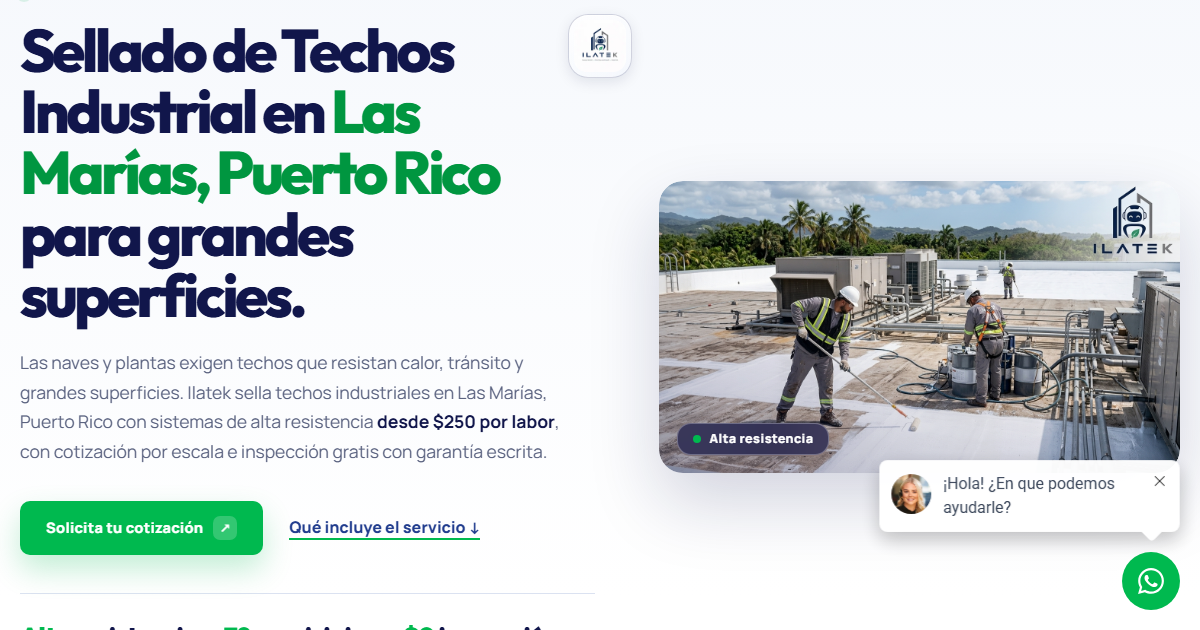 Sellado de Techos
Industrial en Las
Marías, Puerto Rico
para grandes
superficies.
ILATEK
Las naves y plantas exigen techos que resistan calor, tránsito y
grandes superficies. Ilatek sella techos industriales en Las Marías,
Puerto Rico con sistemas de alta resistencia desde $250 por labor,
con cotización por escala e inspección gratis con garantía escrita.
Solicita tu cotización ↗
Qué incluye el servicio ↓
ILATEK
Alta resistencia
¡Hola! ¿En que podemos
ayudarle?